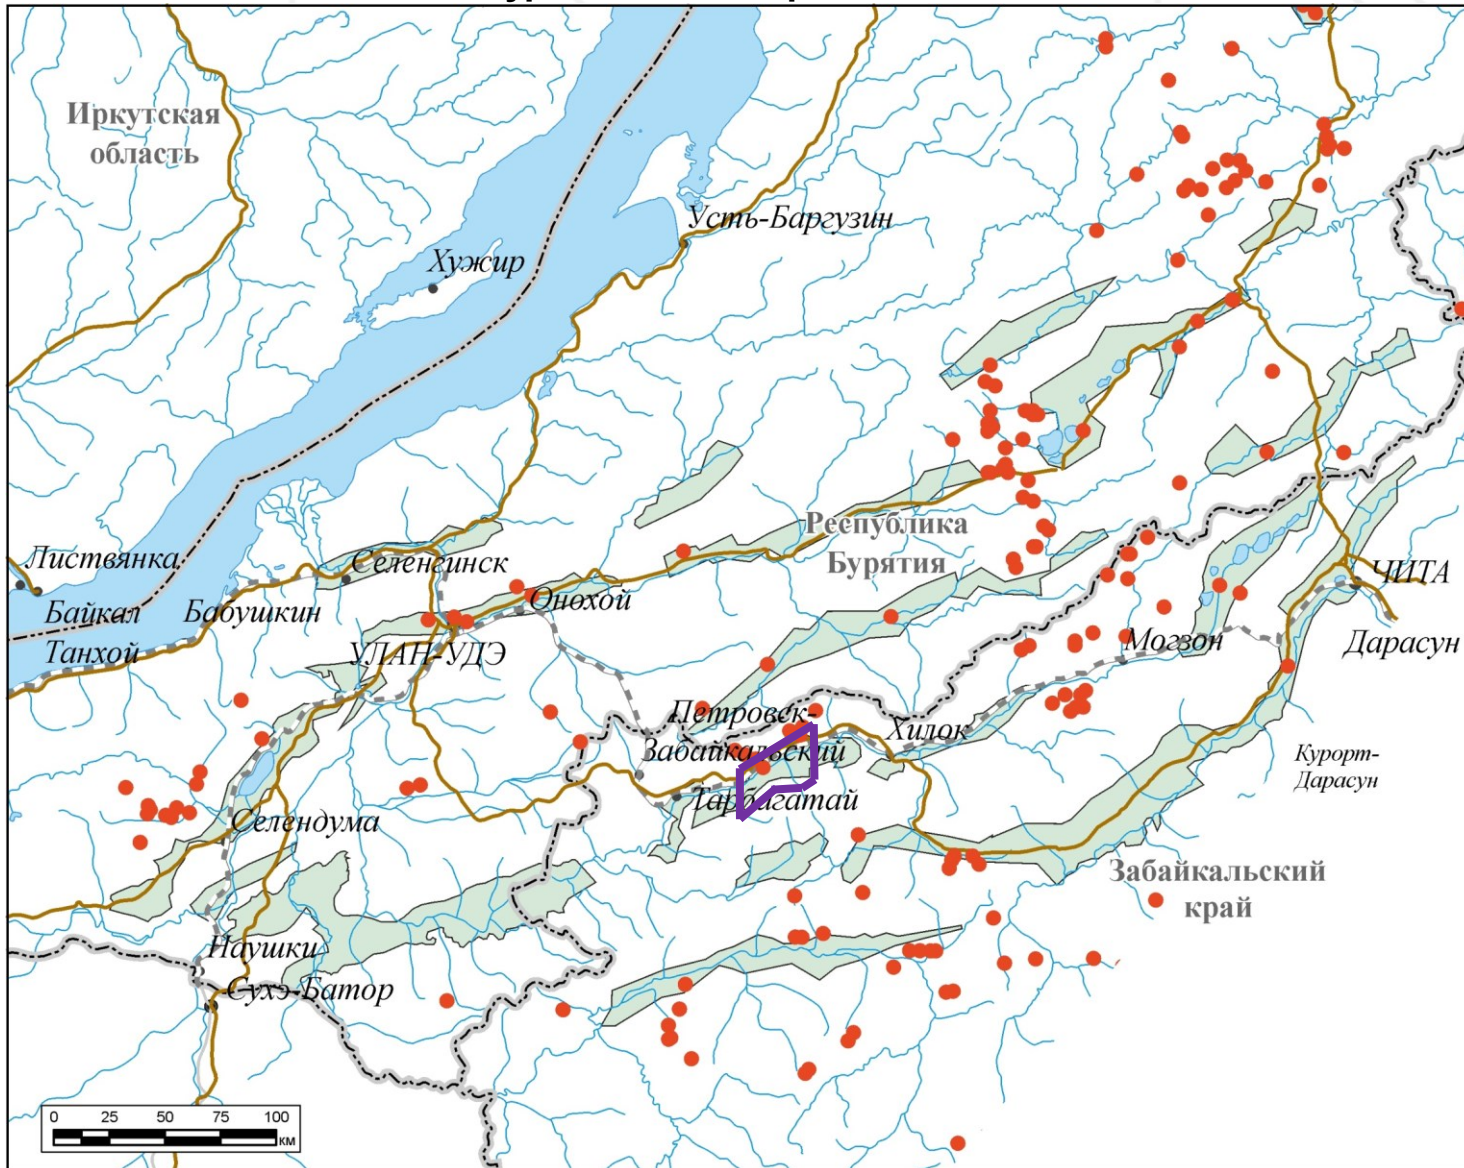 Иркутская
область
Усть-Баргузин
Хужир
Республика
Бурятия
Листвянка
Селенгинск
ЧИТА
Байкал
Бабушкин
Онохой
Танхой
УЛАН-УДЭ
Могзон
Дарасун
Петровск-
Забайкальский
Хилок
Курорт-
Дарасун
Тарбагатай
Селендума
Забайкальский
край
Наушки
Сухэ-Батор
0 25 50 75 100
км